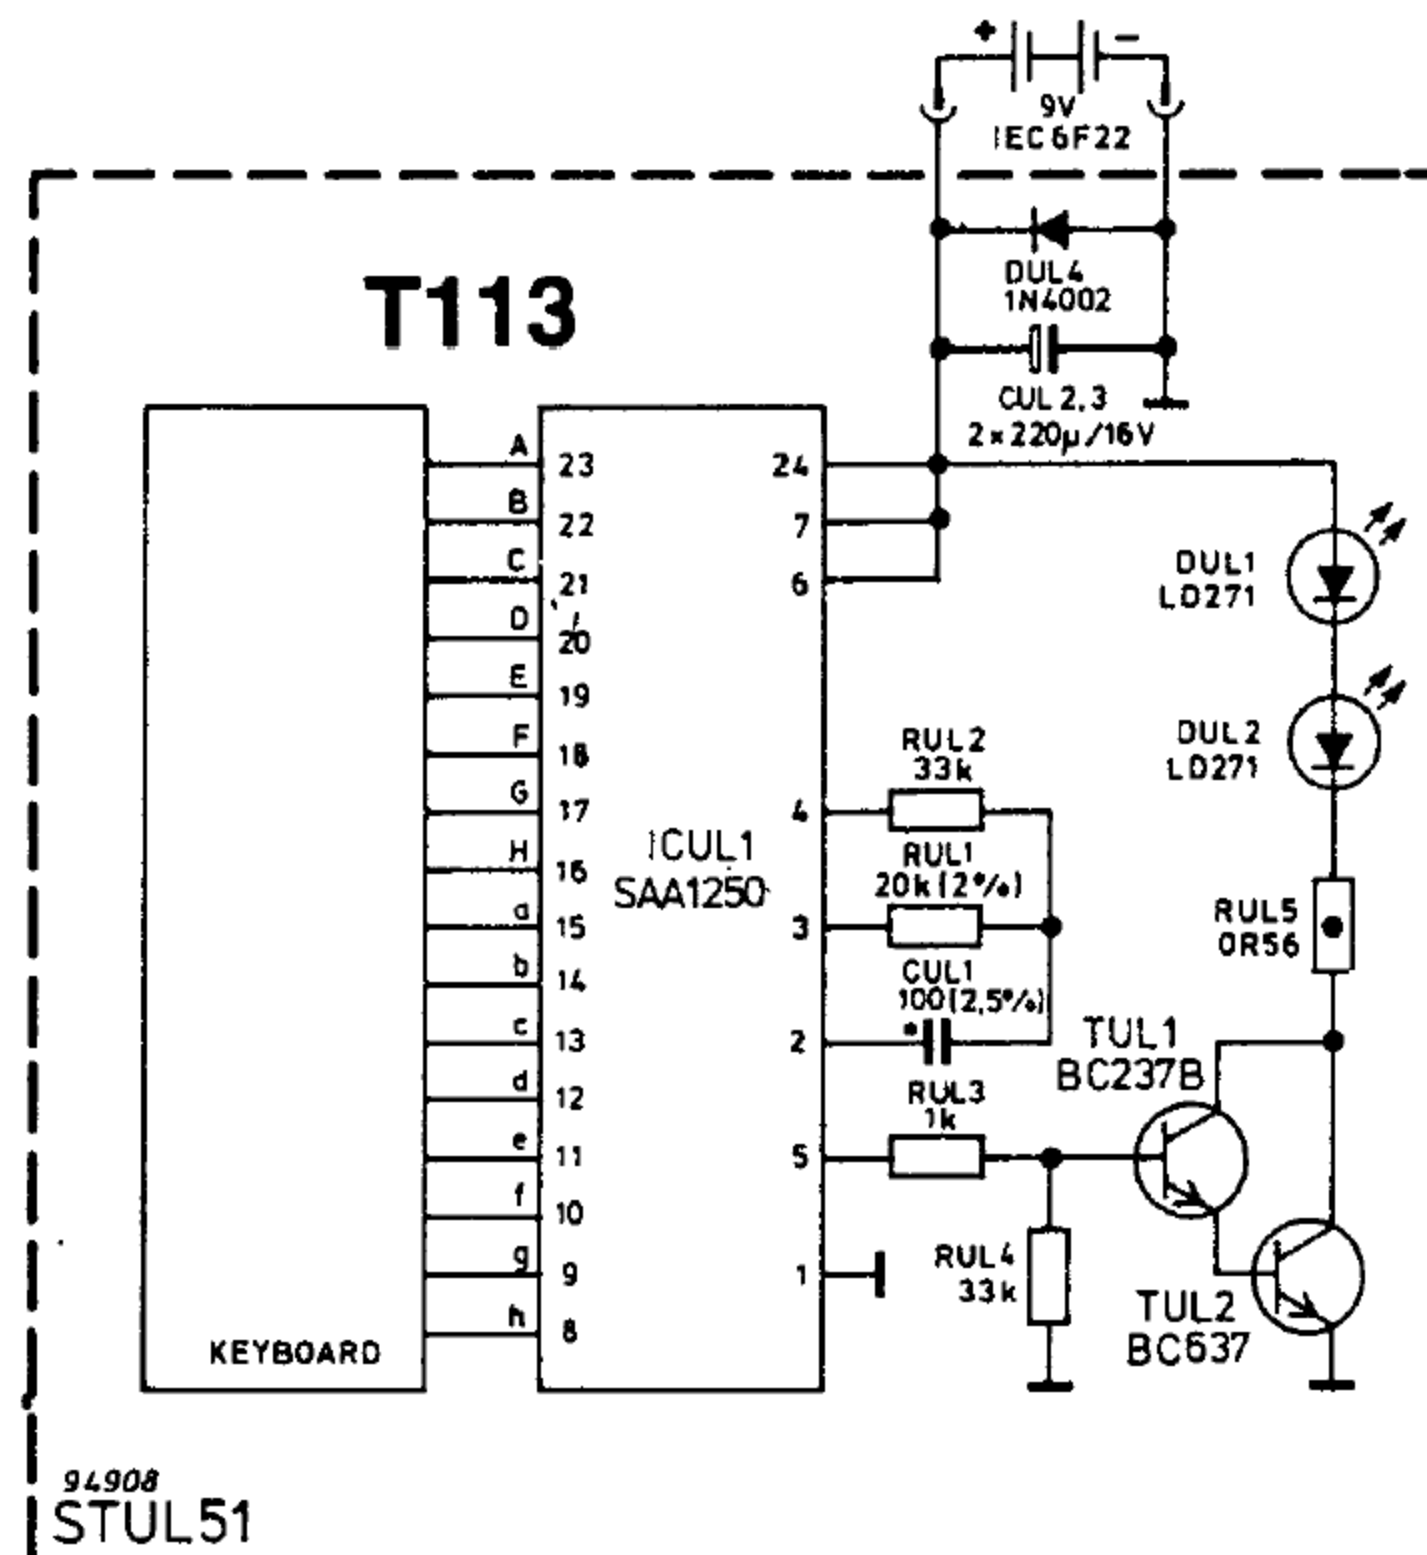 + −
9V
IEC6F22
DUL4
1N4002
T113
CUL 2,3
2×220µ/16V
A 23 24
B 22 7
C 21 6
D 20
E 19
F 18
G 17 4
H 16
a 15 3
b 14
c 13 2
d 12
e 11 5
f 10
g 9 1
h 8
KEYBOARD
ICUL1
SAA1250
DUL1
LD271
DUL2
LD271
RUL2
33k
RUL1
20k(2%)
CUL1
100(2,5%)
RUL3
1k
RUL5
0R56
TUL1
BC237B
RUL4
33k
TUL2
BC637
94908
STUL51